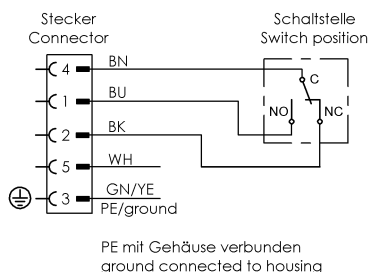 Stecker
Connector
Schaltstelle
Switch position
4 BN
1 BU
2 BK
5 WH
3 GN/YE
PE/ground
C
NO
NC
PE mit Gehäuse verbunden
ground connected to housing